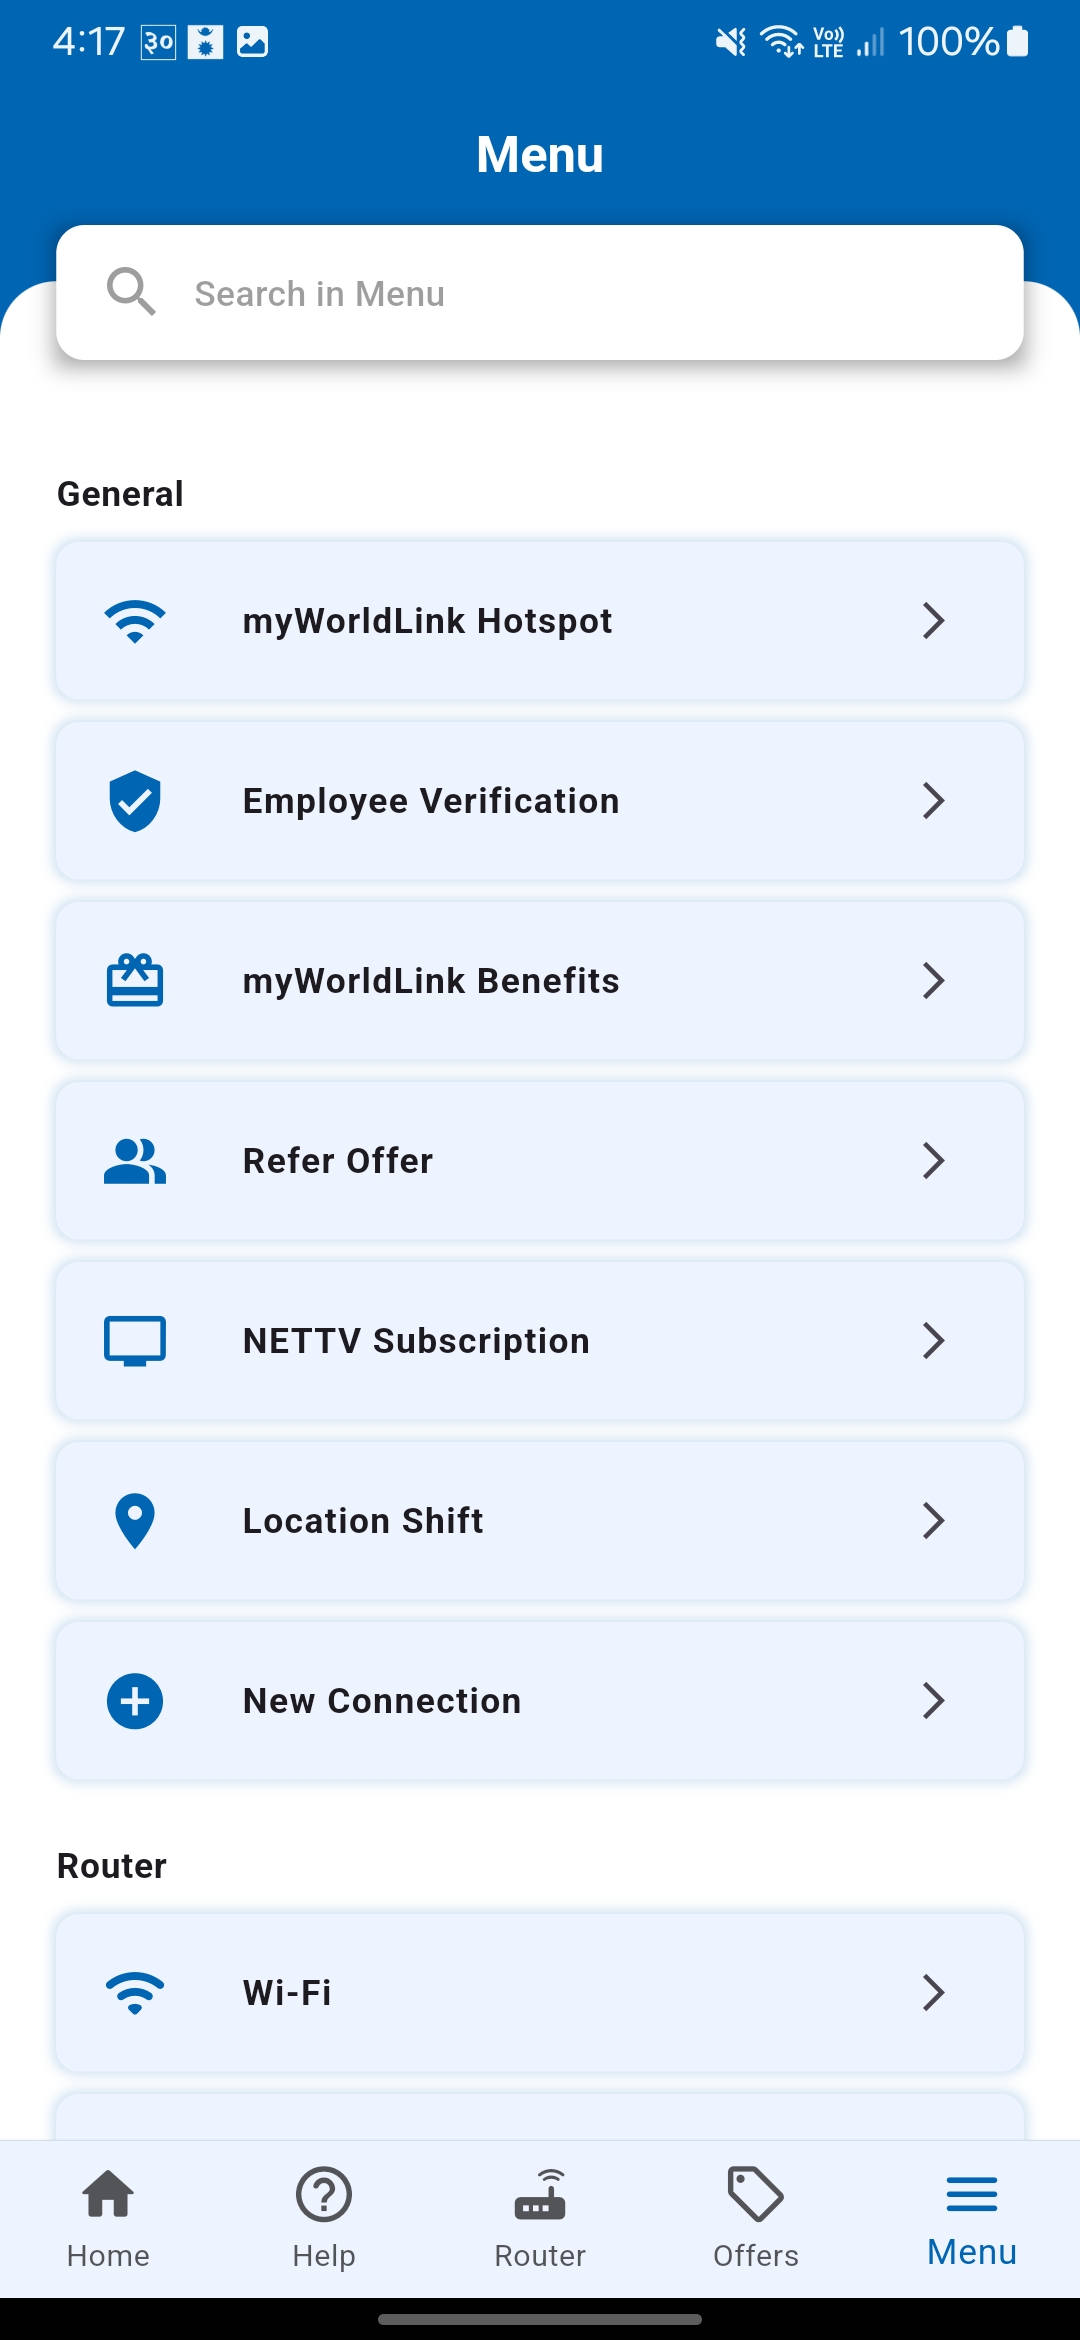 4:17 ३० Vo)) LTE 100%
Menu
Search in Menu
General
myWorldLink Hotspot
Employee Verification
myWorldLink Benefits
Refer Offer
NETTV Subscription
Location Shift
New Connection
Router
Wi-Fi
Home Help Router Offers Menu